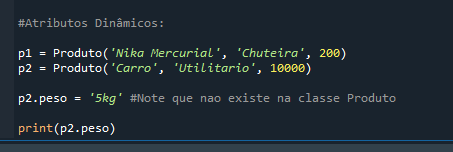 #Atributos Dinâmicos:
p1 = Produto('Nika Mercurial', 'Chuteira', 200)
p2 = Produto('Carro', 'Utilitario', 10000)
p2.peso = '5kg' #Note que nao existe na classe Produto
print(p2.peso)